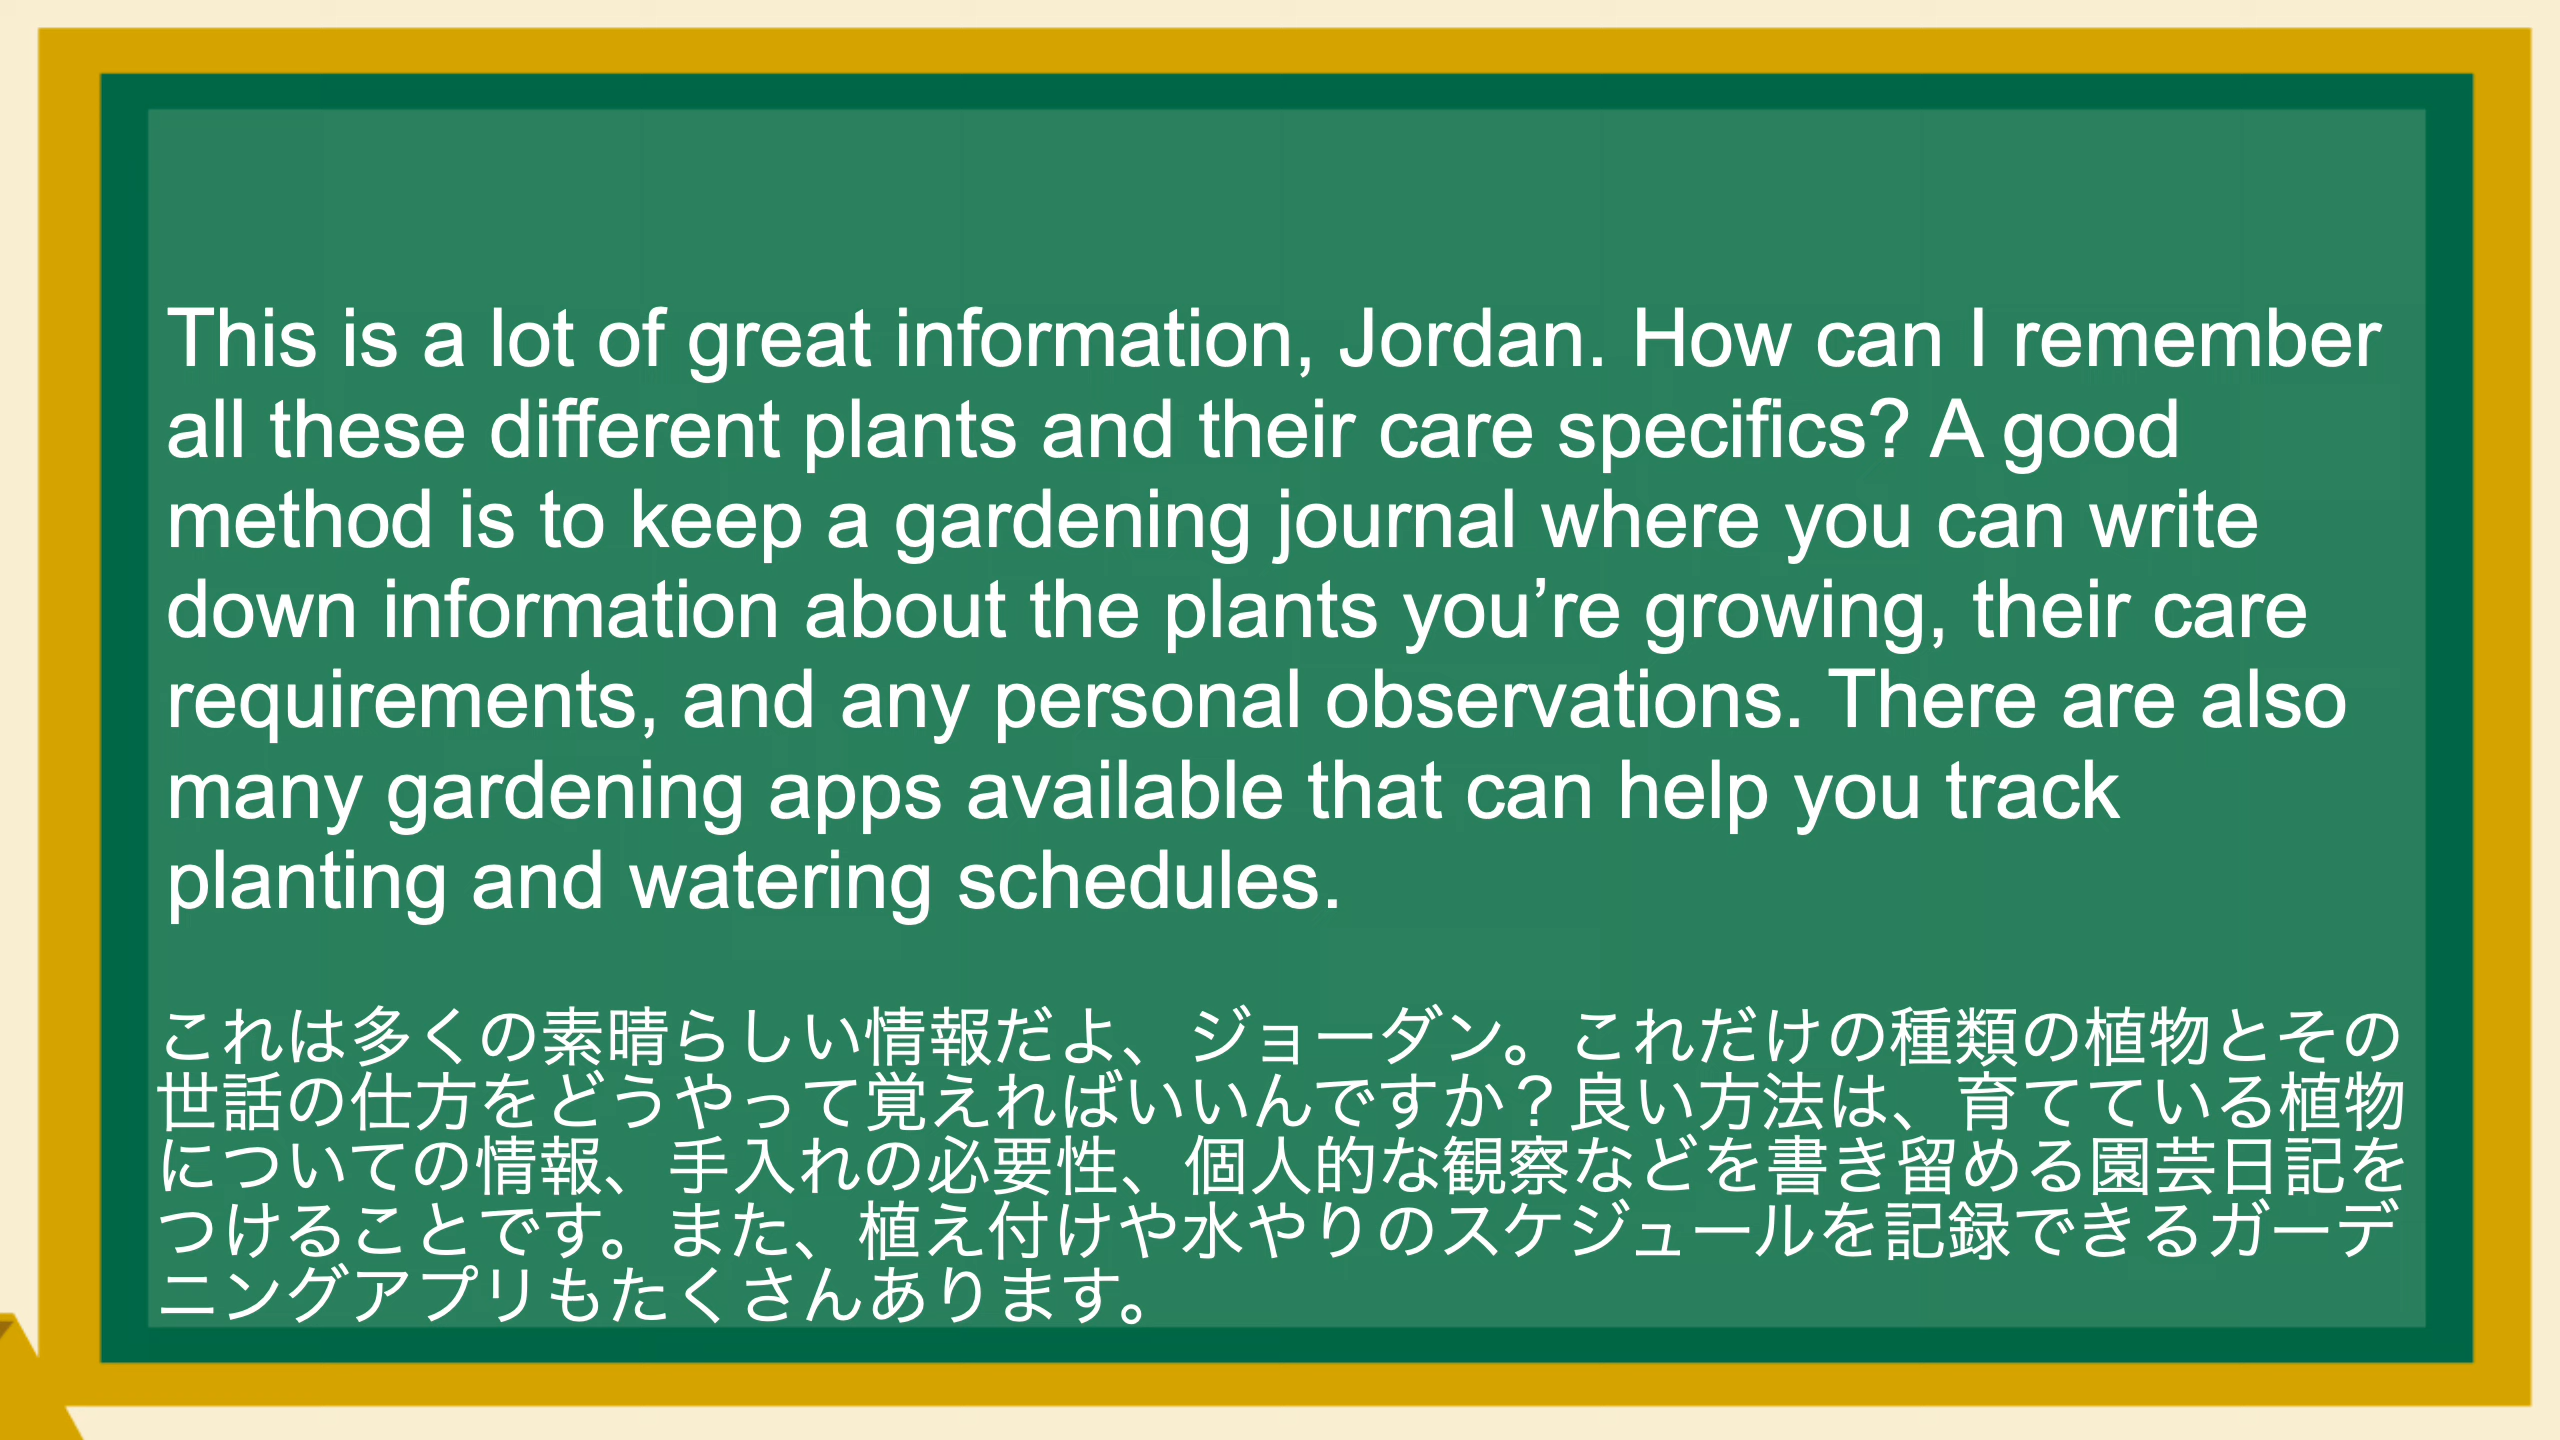 This is a lot of great information, Jordan. How can I remember
all these different plants and their care specifics? A good
method is to keep a gardening journal where you can write
down information about the plants you’re growing, their care
requirements, and any personal observations. There are also
many gardening apps available that can help you track
planting and watering schedules.
これは多くの素晴らしい情報だよ、ジョーダン。これだけの種類の植物とその
世話の仕方をどうやって覚えればいいんですか？良い方法は、育てている植物
についての情報、手入れの必要性、個人的な観察などを書き留める園芸日記を
つけることです。また、植え付けや水やりのスケジュールを記録できるガーデ
ニングアプリもたくさんあります。